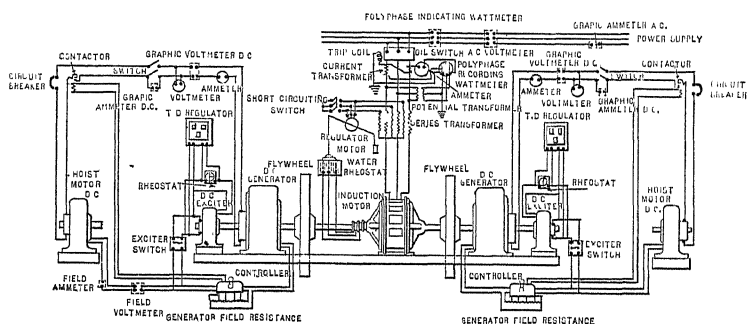 POLYPHASE INDICATING WATTMETER
GRAPIC AMMETER A.C.
POWER SUPPLY
TRIP COIL
OIL SWITCH A.C. VOLTMETER
CURRENT
TRANSFORMER
POLYPHASE
RECORDING
WATTMETER
AMMETER
POTENTIAL TRANSFORMER
SERIES TRANSFORMER
CONTACTOR
GRAPHIC VOLTMETER D.C
SWITCH
CIRCUIT
BREAKER
AMMETER
VOLTMETER
GRAPIC
AMMETER D.C.
T. D REGULATOR
SHORT CIRCUITING
SWITCH
REGULATOR
MOTOR
WATER
RHEOSTAT
GRAPHIC
VOLTMETER D.C
CONTACTOR
SWITCH
CIRCUIT
BREAKER
AMMETER
VOLTMETER
GRAPHIC
AMMETER D.C.
T. D REGULATOR
HOIST
MOTOR
D.C.
RHEOSTAT
D C
EXCITER
D C
GENERATOR
FLYWHEEL
INDUCTION
MOTOR
FLYWHEEL
D C
GENERATOR
RHEOSTAT
D C
EXCITER
HOIST
MOTOR
D.C.
EXCITER
SWITCH
EXCITER
SWITCH
FIELD
AMMETER
FIELD
VOLTMETER
CONTROLLER
GENERATOR FIELD RESISTANCE
CONTROLLER
GENERATOR FIELD RESISTANCE